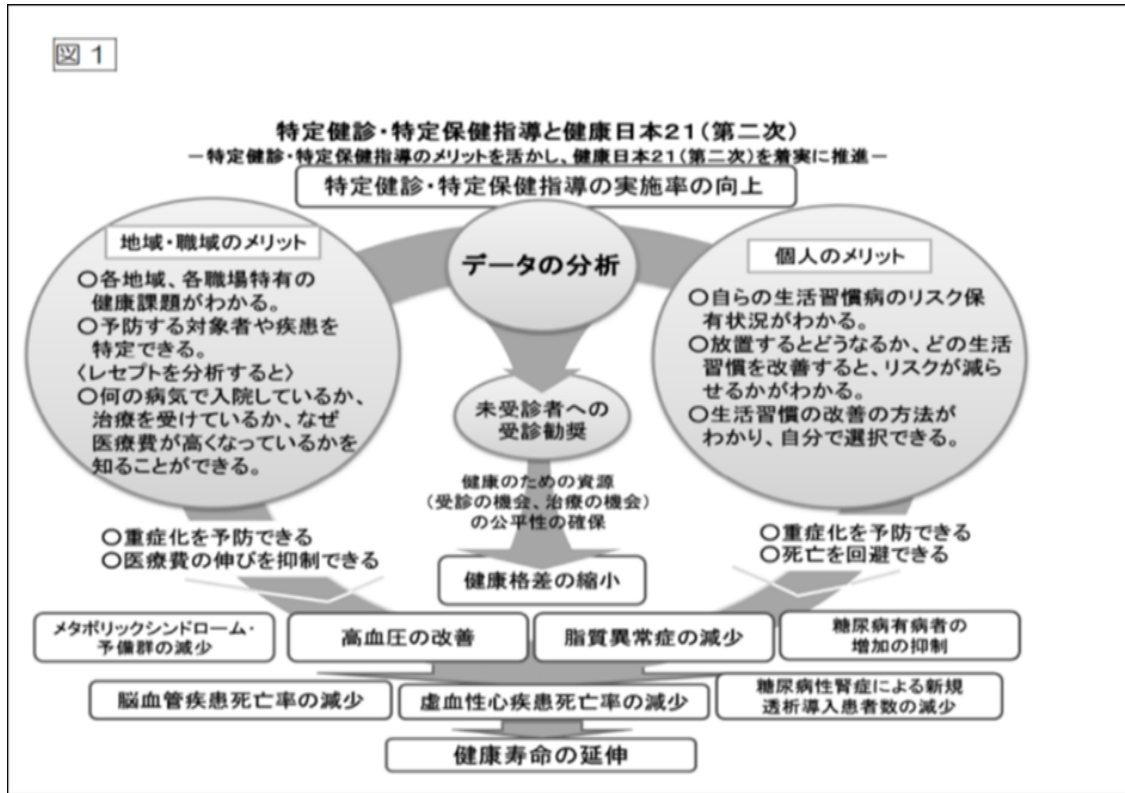 図1
特定健診・特定保健指導と健康日本21(第二次)
－特定健診・特定保健指導のメリットを活かし、健康日本21(第二次)を着実に推進－
特定健診・特定保健指導の実施率の向上
地域・職域のメリット
○各地域、各職場特有の
健康課題がわかる。
○予防する対象者や疾患を
特定できる。
〈レセプトを分析すると〉
○何の病気で入院しているか、
治療を受けているか、なぜ
医療費が高くなっているかを
知ることができる。
○重症化を予防できる
○医療費の伸びを抑制できる
データの分析
未受診者への
受診勧奨
健康のための資源
(受診の機会、治療の機会)
の公平性の確保
健康格差の縮小
個人のメリット
○自らの生活習慣病のリスク保
有状況がわかる。
○放置するとどうなるか、どの生活
習慣を改善すると、リスクが減ら
せるかがわかる。
○生活習慣の改善の方法が
わかり、自分で選択できる。
○重症化を予防できる
○死亡を回避できる
メタボリックシンドローム・
予備群の減少
高血圧の改善
脂質異常症の減少
糖尿病有病者の
増加の抑制
脳血管疾患死亡率の減少
虚血性心疾患死亡率の減少
糖尿病性腎症による新規
透析導入患者数の減少
健康寿命の延伸